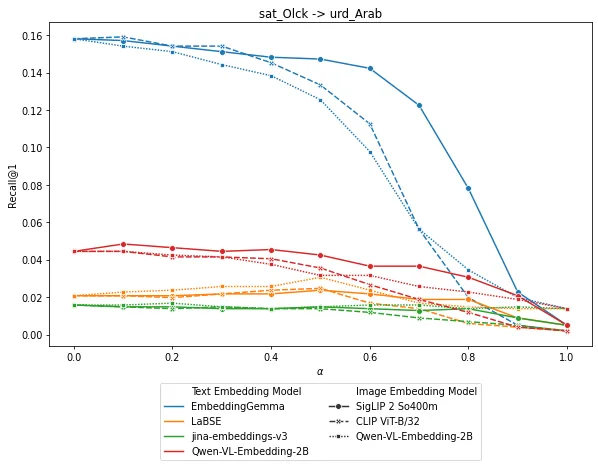 sat_Olck -> urd_Arab
Recall@1
0.16
0.14
0.12
0.10
0.08
0.06
0.04
0.02
0.00
0.0 0.2 0.4 0.6 0.8 1.0
α
Text Embedding Model
EmbeddingGemma
LaBSE
jina-embeddings-v3
Qwen-VL-Embedding-2B
Image Embedding Model
SigLIP 2 So400m
CLIP ViT-B/32
Qwen-VL-Embedding-2B